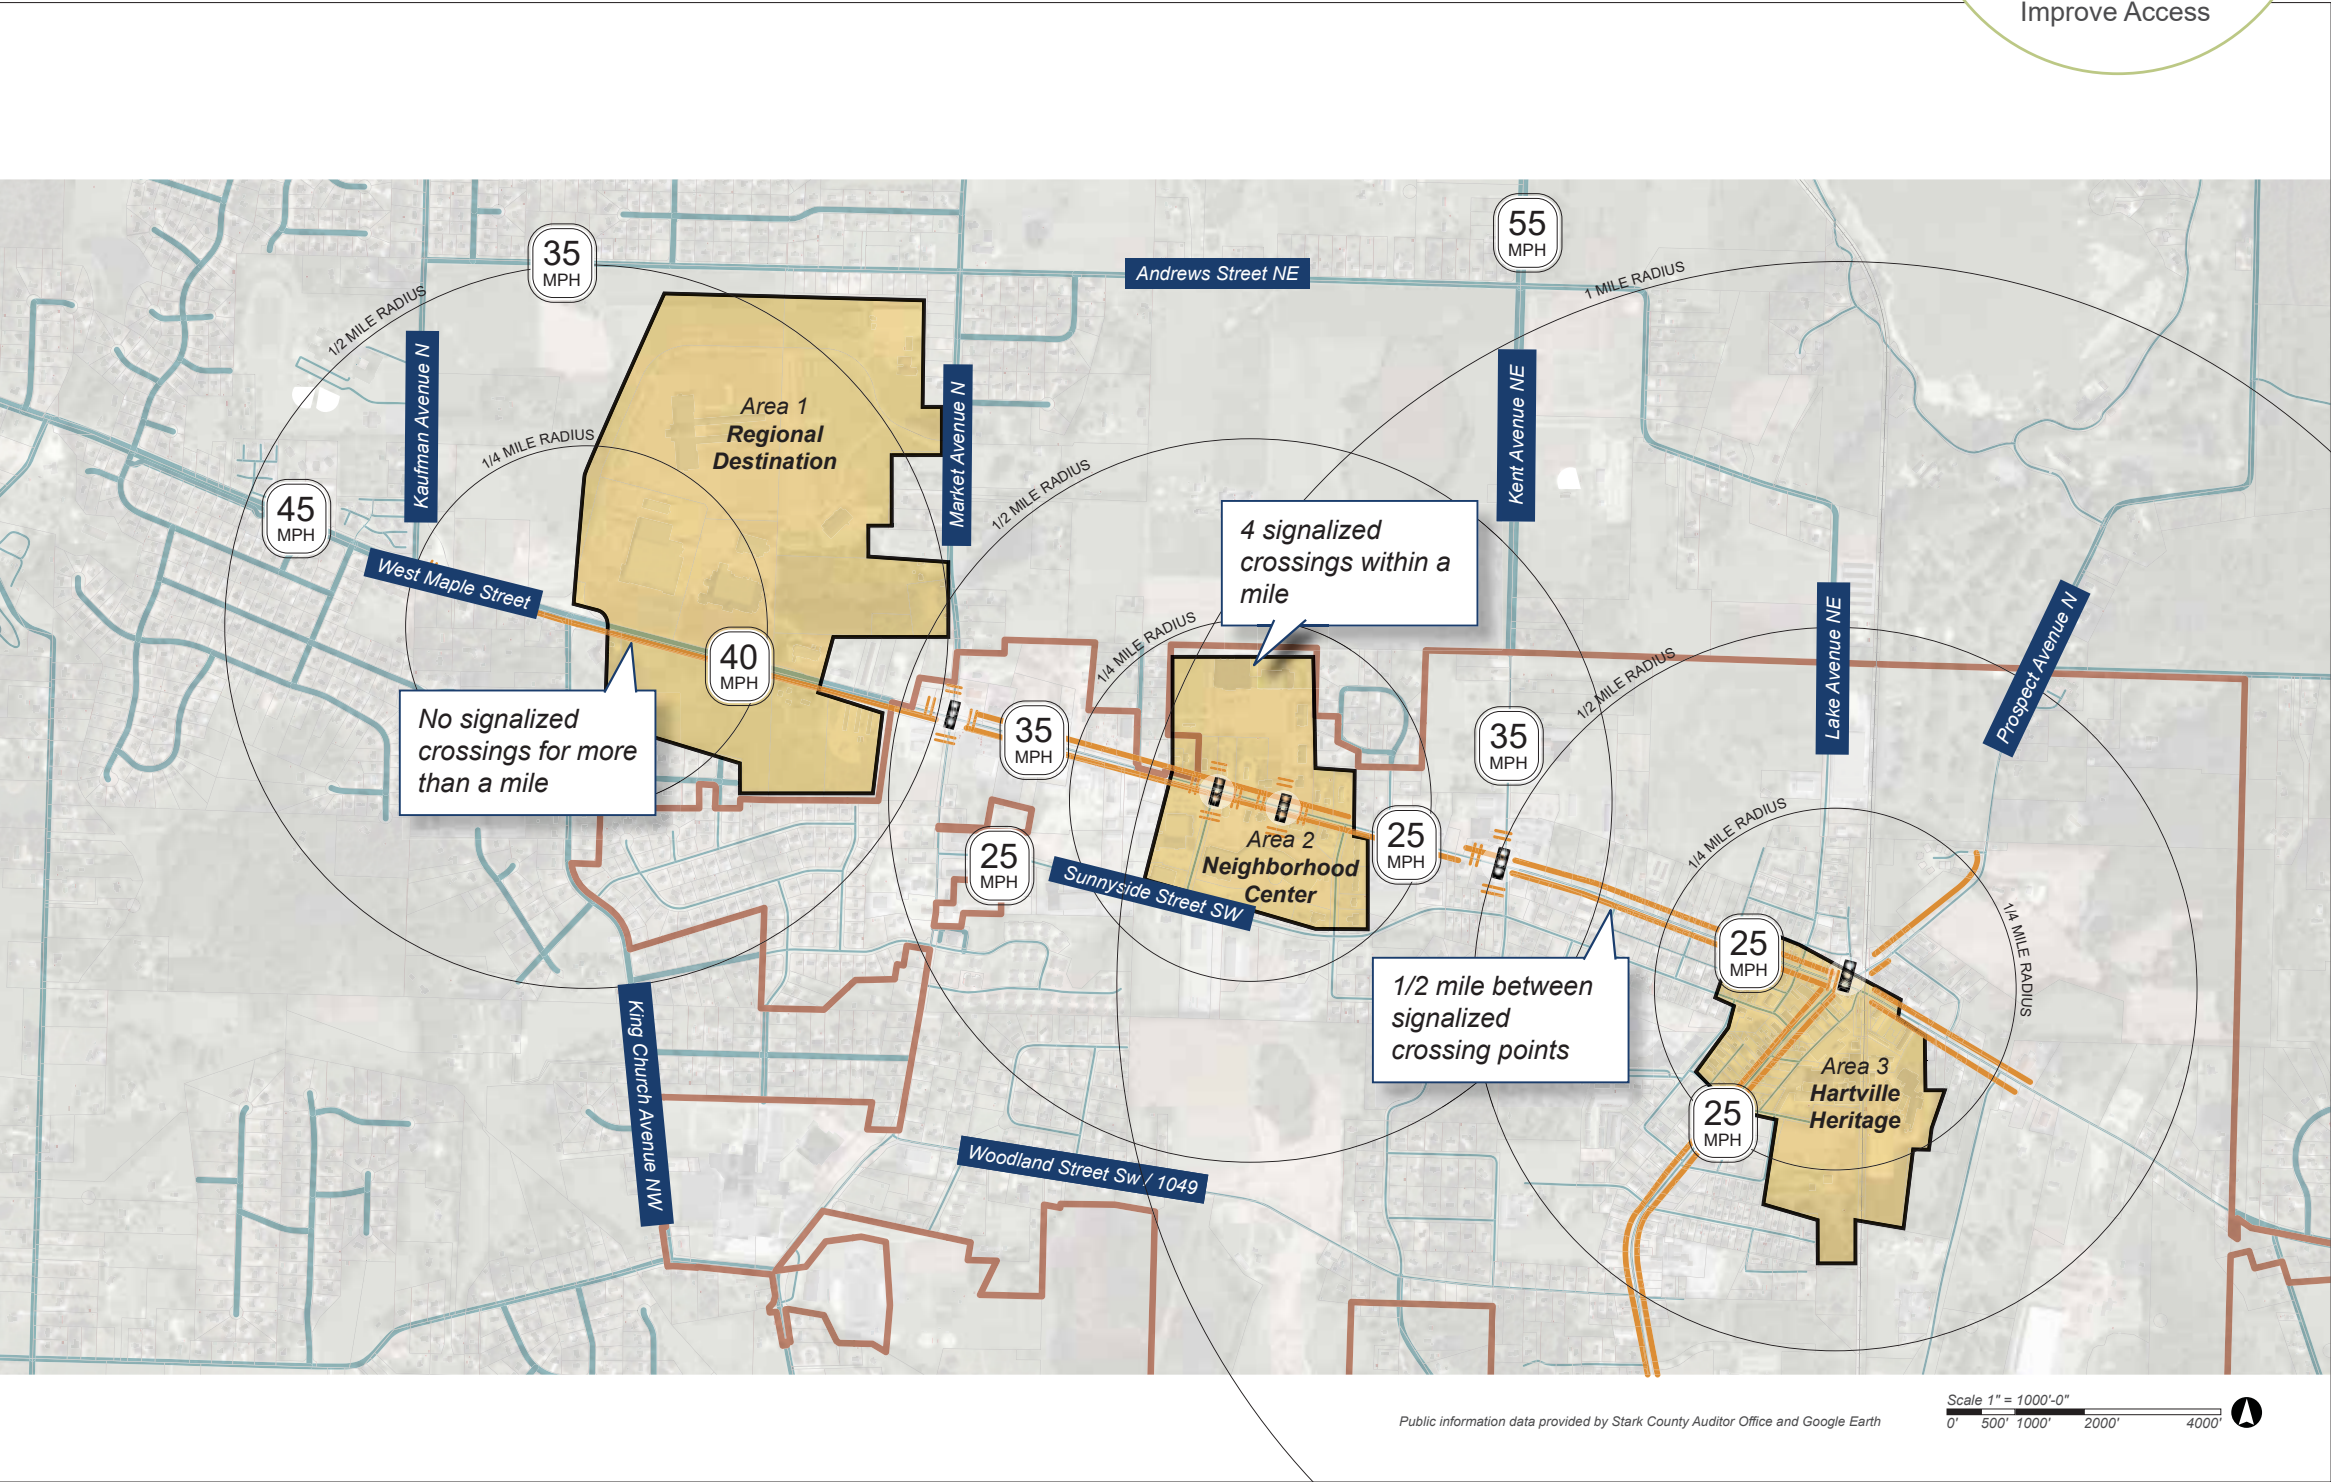 Improve Access
55
MPH
35
MPH
Andrews Street NE
1 MILE RADIUS
1/2 MILE RADIUS
Kaufman Avenue N
Market Avenue N
Kent Avenue NE
Area 1
Regional
Destination
1/4 MILE RADIUS
1/2 MILE RADIUS
45
MPH
4 signalized
crossings within a
mile
West Maple Street
Lake Avenue NE
Prospect Avenue N
1/4 MILE RADIUS
1/2 MILE RADIUS
40
MPH
No signalized
crossings for more
than a mile
35
MPH
35
MPH
1/4 MILE RADIUS
25
MPH
25
MPH
Area 2
Neighborhood
Center
Sunnyside Street SW
25
MPH
1/4 MILE RADIUS
1/2 mile between
signalized
crossing points
King Church Avenue NW
Area 3
Hartville
Heritage
25
MPH
Woodland Street Sw / 1049
Scale 1" = 1000'-0"
Public information data provided by Stark County Auditor Office and Google Earth
0' 500' 1000' 2000' 4000'